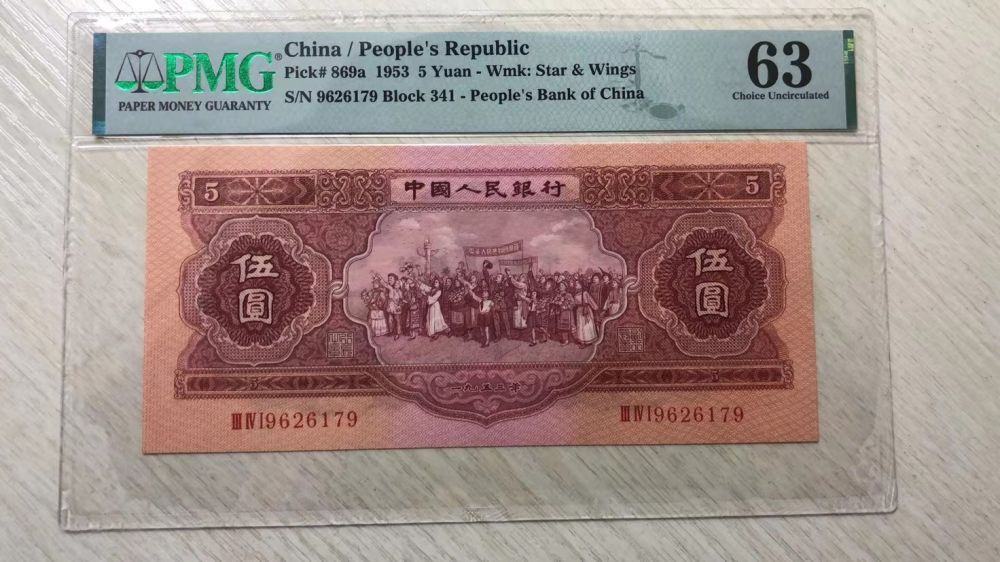 PMG
PAPER MONEY GUARANTY
China / People's Republic
Pick# 869a 1953 5 Yuan - Wmk: Star & Wings
S/N 9626179 Block 341 - People's Bank of China
63
Choice Uncirculated
5 中國人民銀行 5
伍圓 伍圓
5 一九五三年 5
ⅢⅣⅠ9626179 ⅢⅣⅠ9626179